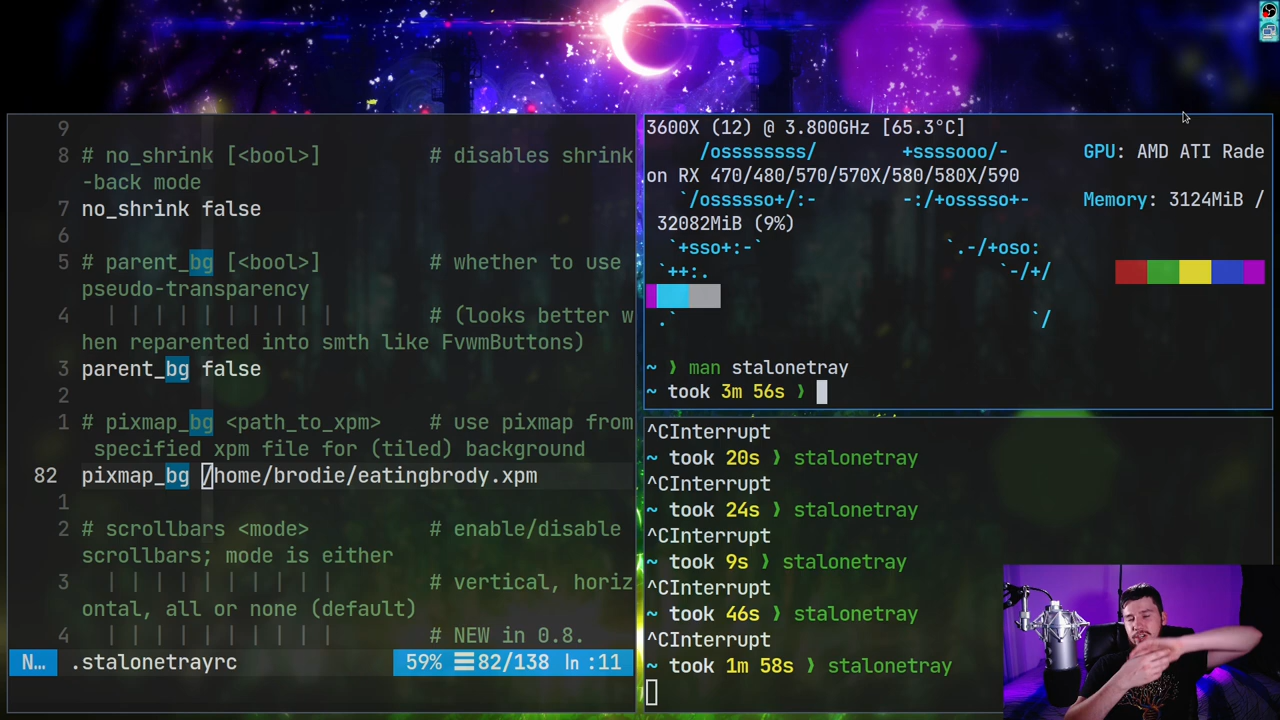 9
8 # no_shrink [<bool>] # disables shrink
-back mode
7 no_shrink false
6
5 # parent_bg [<bool>] # whether to use
pseudo-transparency
4 | | | | | | | | | | # (looks better w
hen reparented into smth like FvwmButtons)
3 parent_bg false
2
1 # pixmap_bg <path_to_xpm> # use pixmap from
specified xpm file for (tiled) background
82 pixmap_bg /home/brodie/eatingbrody.xpm
1
2 # scrollbars <mode> # enable/disable
scrollbars; mode is either
3 | | | | | | | | | | # vertical, horiz
ontal, all or none (default)
4 | | | | | | | | | | # NEW in 0.8.
N… .stalonetrayrc 59% ☰82/138 ln :11
3600X (12) @ 3.800GHz [65.3°C]
/osssssss/ +ssssooo/- GPU: AMD ATI Rade
on RX 470/480/570/570X/580/580X/590
`/ossssso+/:- -:/+osssso+- Memory: 3124MiB /
32082MiB (9%)
`+sso+:-` `.-/+oso:
`++:. `-/+/
.` `/
~ ❯ man stalonetray
~ took 3m 56s ❯
^CInterrupt
~ took 20s ❯ stalonetray
^CInterrupt
~ took 24s ❯ stalonetray
^CInterrupt
~ took 9s ❯ stalonetray
^CInterrupt
~ took 46s ❯ stalonetray
^CInterrupt
~ took 1m 58s ❯ stalonetray